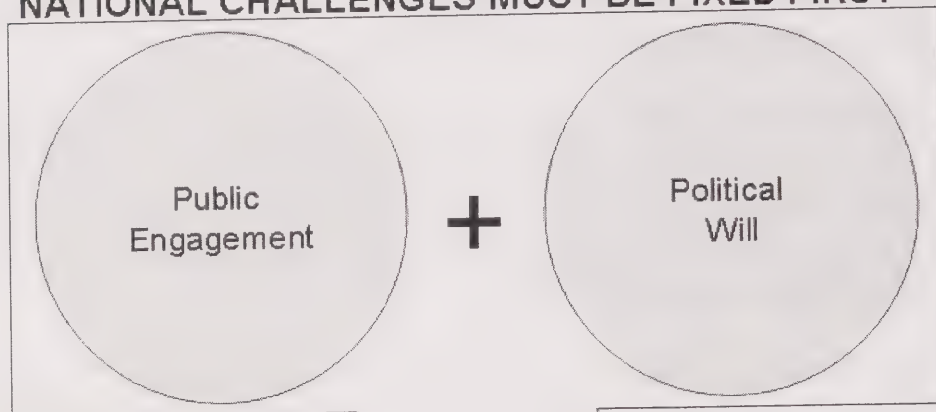 NATIONAL CHALLENGES MUST BE FIXED FIRST
Public
Engagement
+
Political
Will